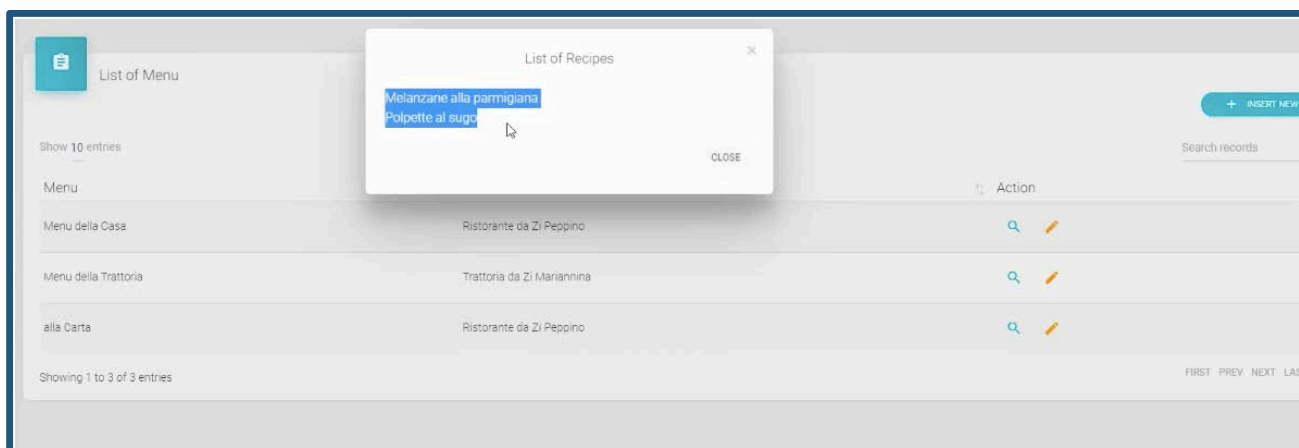 List of Recipes
×
Melanzane alla parmigiana
Polpette al sugo
CLOSE
List of Menu
+ INSERT NEW
Show 10 entries
Search records
Menu
Action
Menu della Casa
Ristorante da Zi Peppino
Menu della Trattoria
Trattoria da Zi Mariannina
alla Carta
Ristorante da Zi Peppino
Showing 1 to 3 of 3 entries
FIRST PREV NEXT LAS